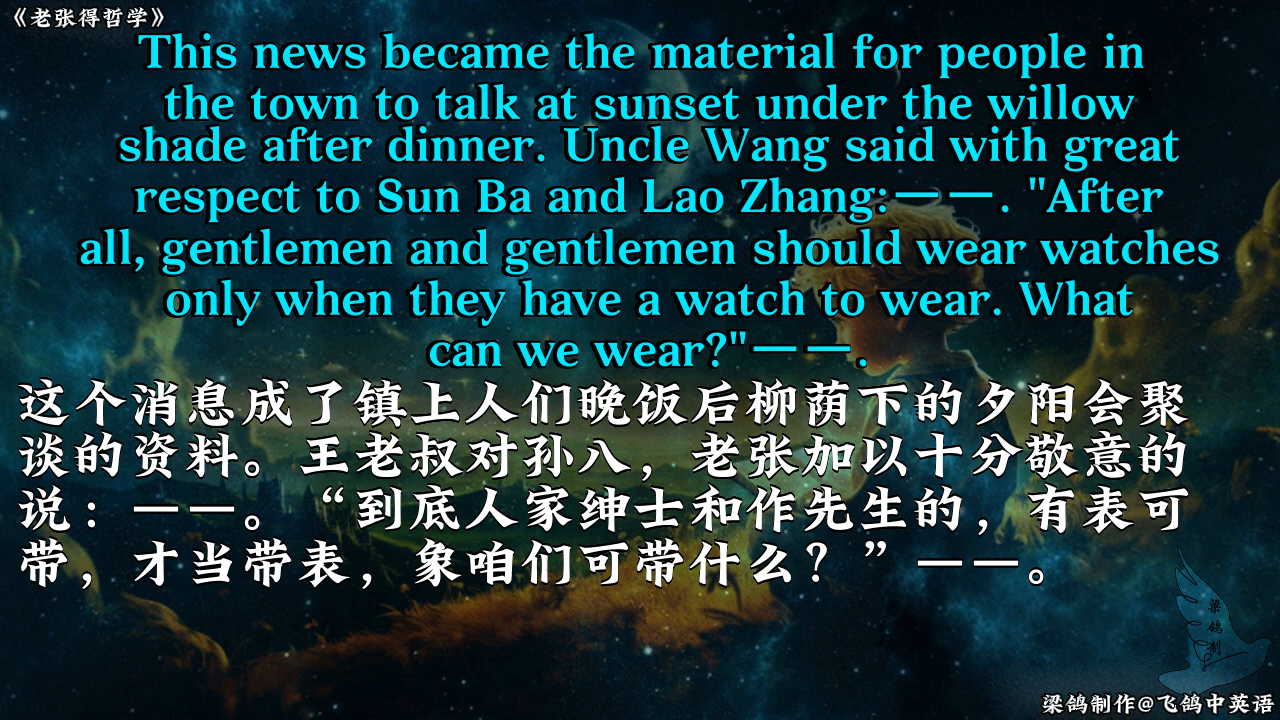 《老张得哲学》
This news became the material for people in
the town to talk at sunset under the willow
shade after dinner. Uncle Wang said with great
respect to Sun Ba and Lao Zhang:——. "After
all, gentlemen and gentlemen should wear watches
only when they have a watch to wear. What
can we wear?"——.
这个消息成了镇上人们晚饭后柳荫下的夕阳会聚
谈的资料。王老叔对孙八，老张加以十分敬意的
说：——。“到底人家绅士和作先生的，有表可
带，才当带表，象咱们可带什么？”——。
梁鸽制
梁鸽制作@飞鸽中英语